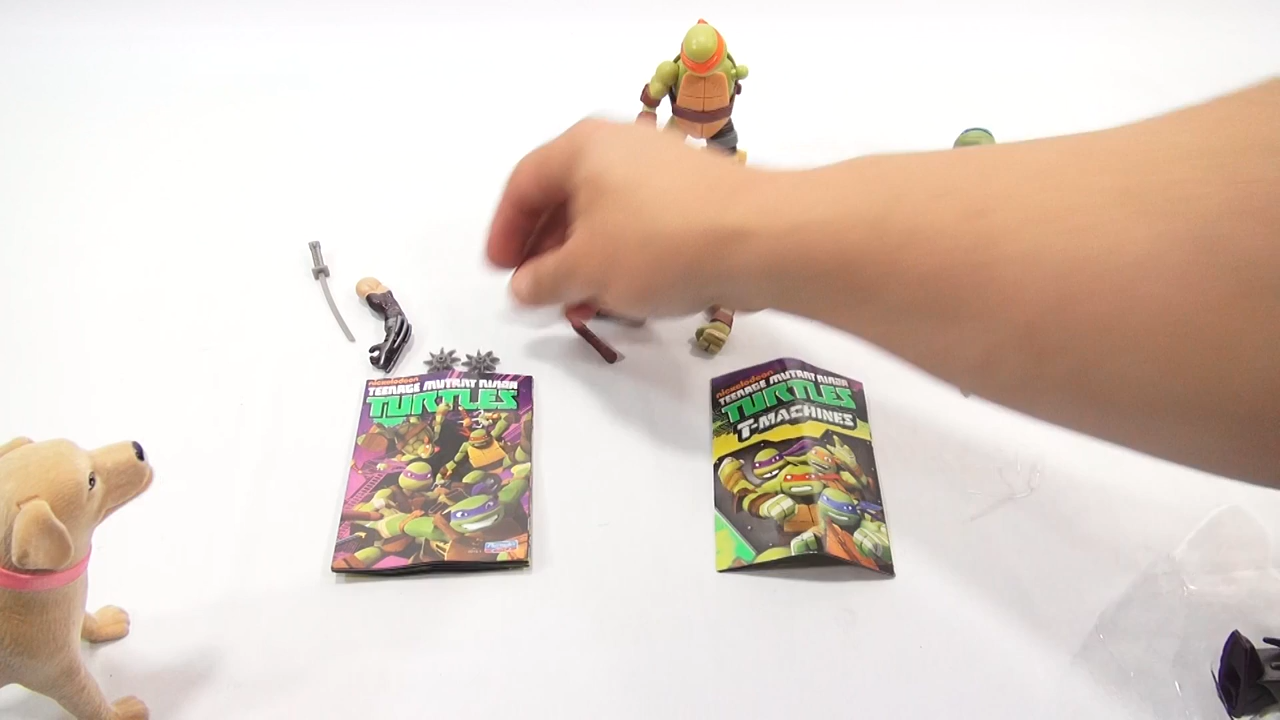 nickelodeon
TEENAGE MUTANT NINJA
TURTLES
nickelodeon
TEENAGE MUTANT NINJA
TURTLES
T-MACHINES